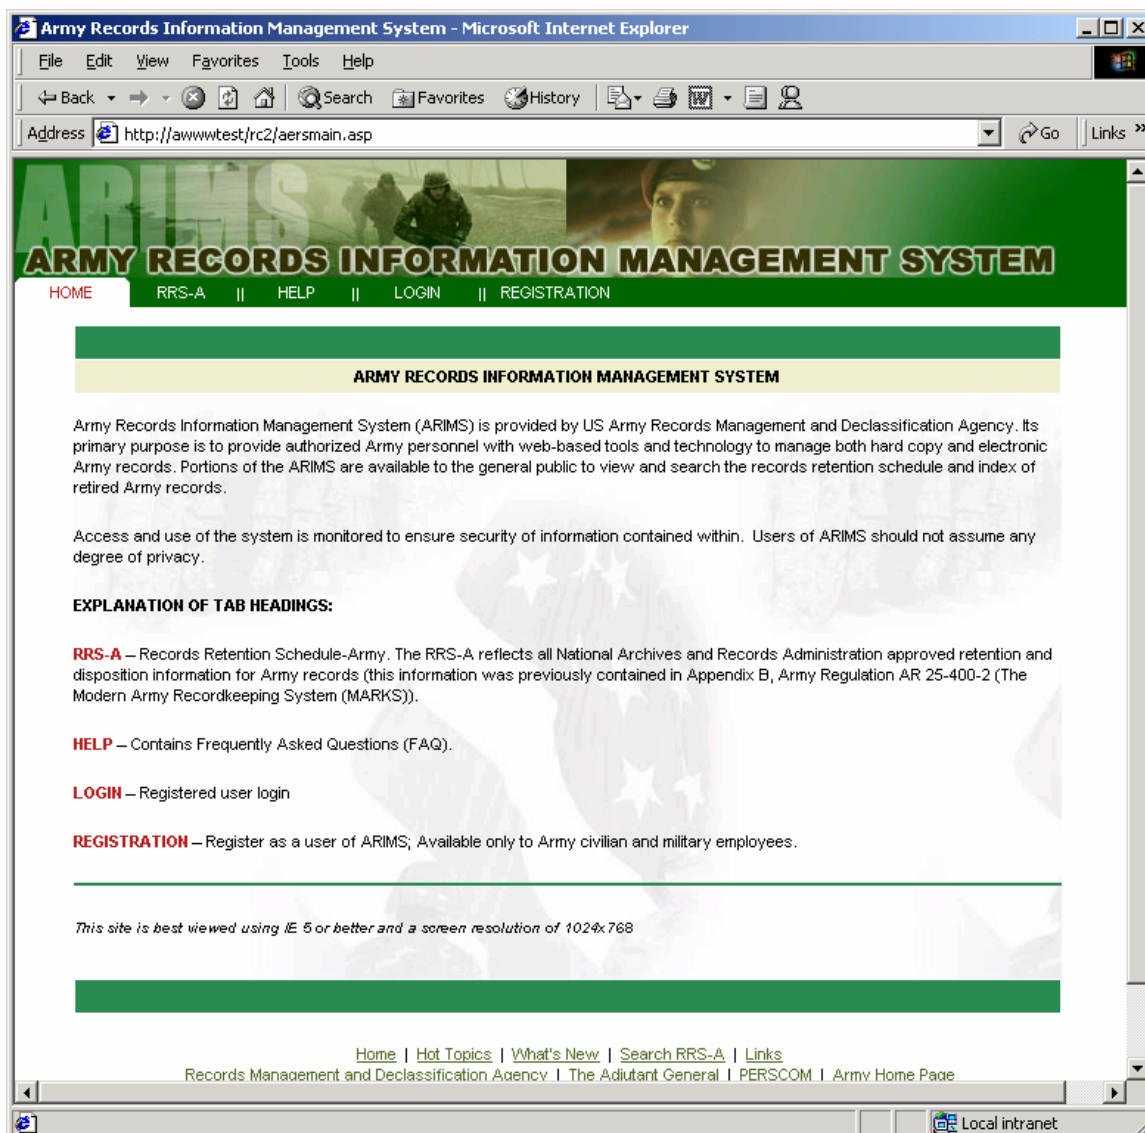 Army Records Information Management System - Microsoft Internet Explorer
File Edit View Favorites Tools Help
Back Search Favorites History
Address http://awwwtest/rc2/aersmain.asp Go Links »
ARIMS
ARMY RECORDS INFORMATION MANAGEMENT SYSTEM
HOME RRS-A || HELP || LOGIN || REGISTRATION
ARMY RECORDS INFORMATION MANAGEMENT SYSTEM
Army Records Information Management System (ARIMS) is provided by US Army Records Management and Declassification Agency. Its
primary purpose is to provide authorized Army personnel with web-based tools and technology to manage both hard copy and electronic
Army records. Portions of the ARIMS are available to the general public to view and search the records retention schedule and index of
retired Army records.
Access and use of the system is monitored to ensure security of information contained within. Users of ARIMS should not assume any
degree of privacy.
EXPLANATION OF TAB HEADINGS:
RRS-A – Records Retention Schedule-Army. The RRS-A reflects all National Archives and Records Administration approved retention and
disposition information for Army records (this information was previously contained in Appendix B, Army Regulation AR 25-400-2 (The
Modern Army Recordkeeping System (MARKS)).
HELP – Contains Frequently Asked Questions (FAQ).
LOGIN – Registered user login
REGISTRATION – Register as a user of ARIMS; Available only to Army civilian and military employees.
This site is best viewed using IE 5 or better and a screen resolution of 1024x768
Home | Hot Topics | What's New | Search RRS-A | Links
Records Management and Declassification Agency | The Adjutant General | PERSCOM | Army Home Page
Local intranet